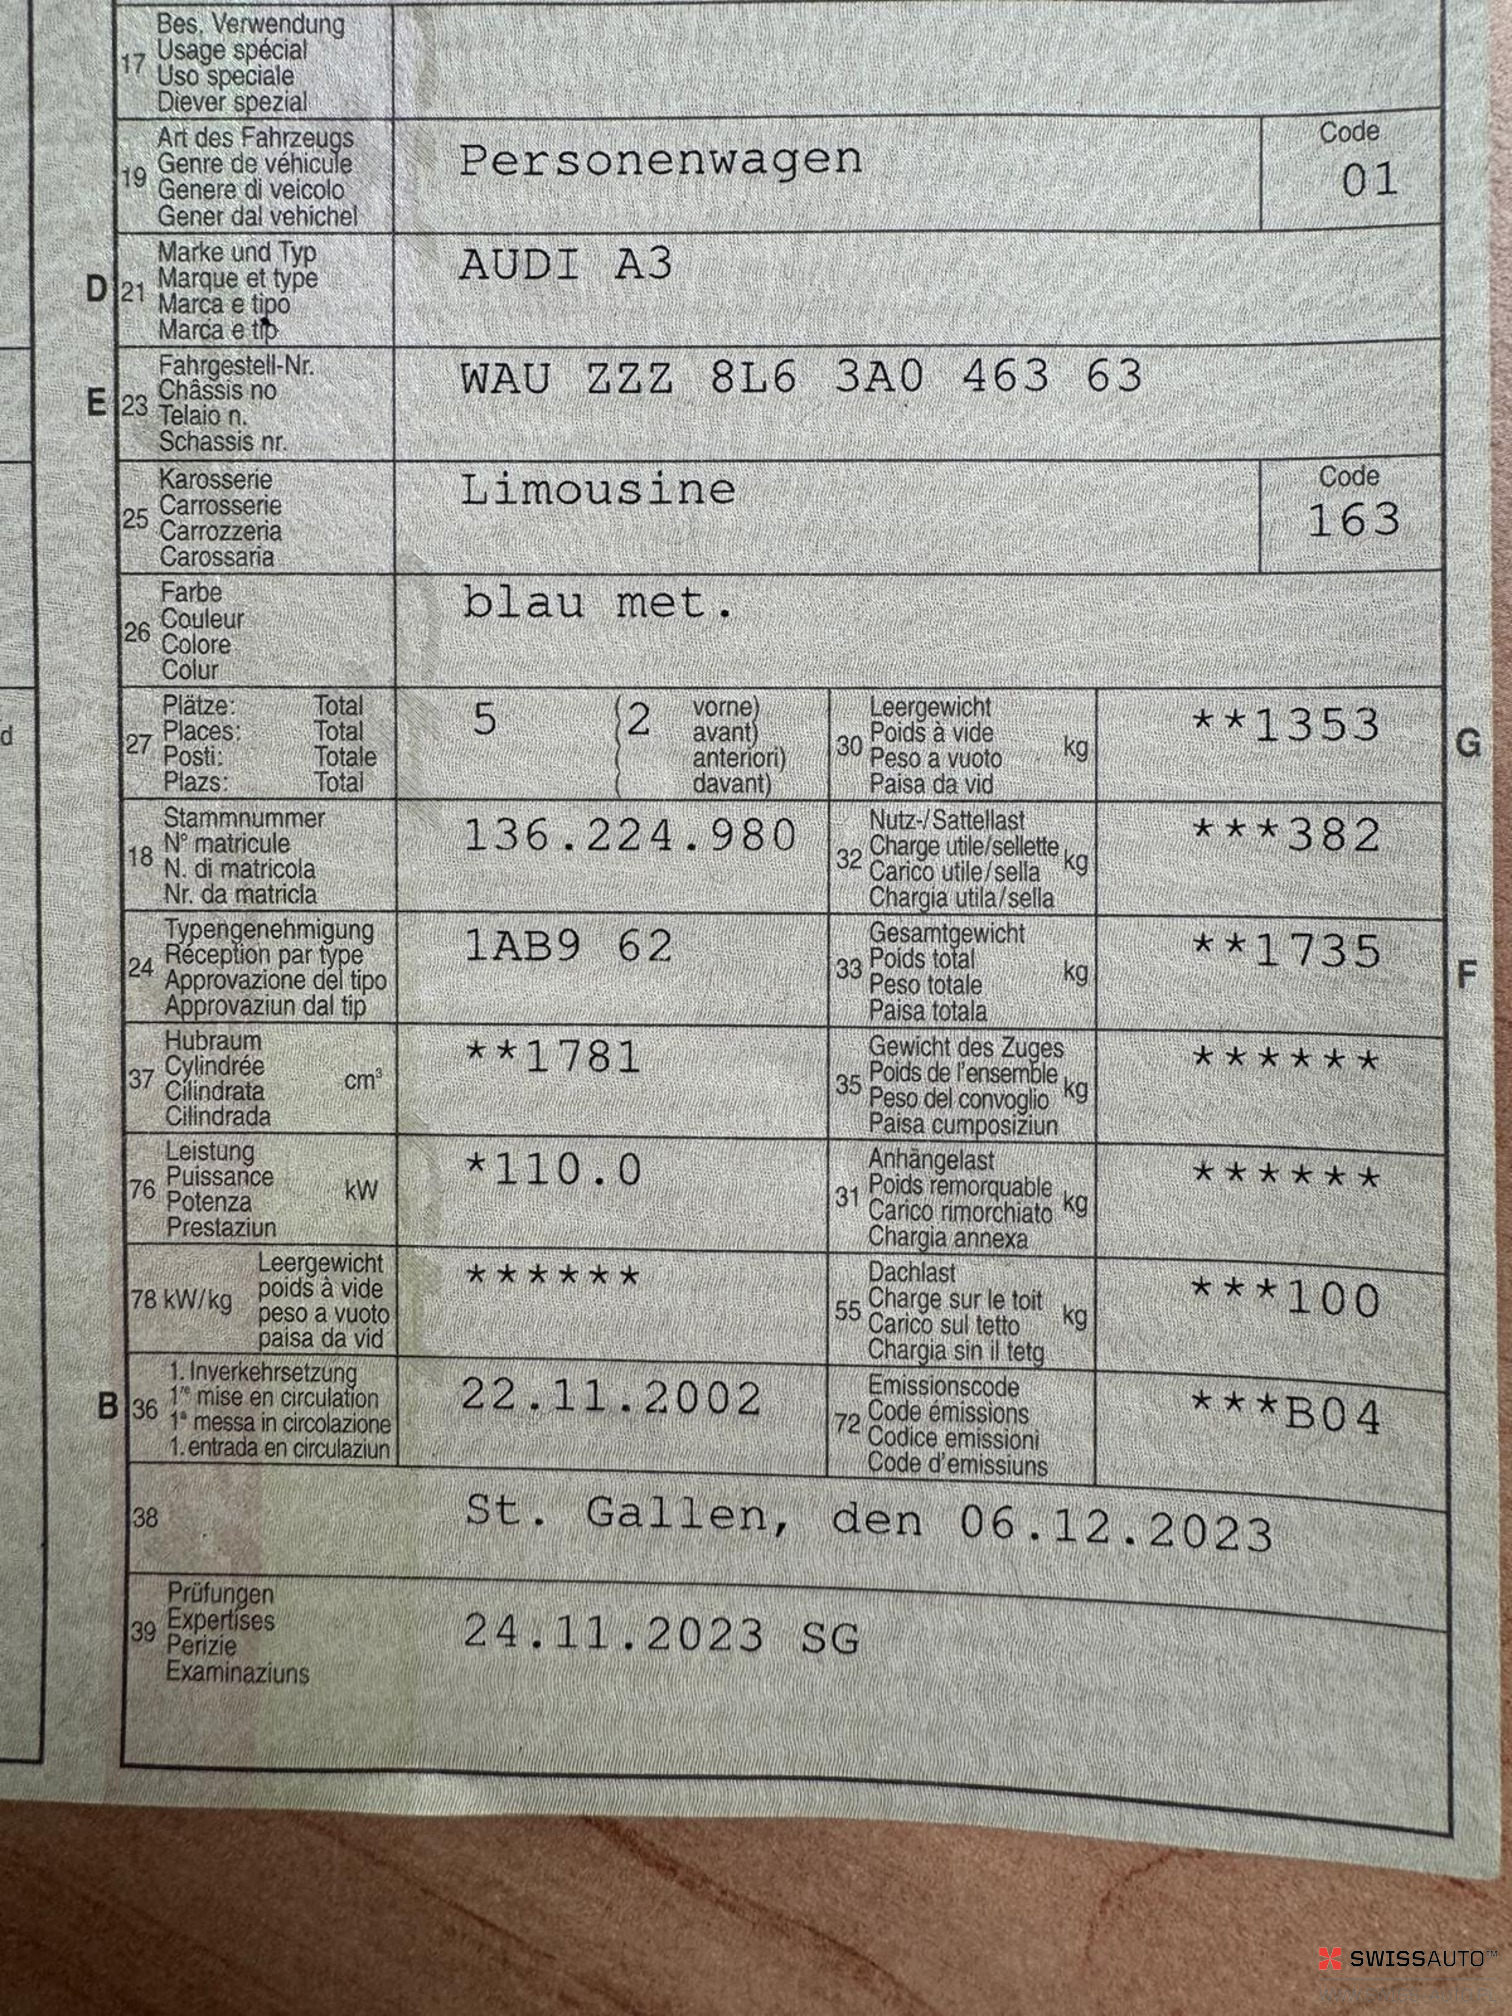 17 Bes. Verwendung
Usage spécial
Uso speciale
Diever spezial
19 Art des Fahrzeugs
Genre de véhicule
Genere di veicolo
Gener dal vehichel
Personenwagen
Code
01
D 21 Marke und Typ
Marque et type
Marca e tipo
Marca e tip
AUDI A3
E 23 Fahrgestell-Nr.
Châssis no
Telaio n.
Schassis nr.
WAU ZZZ 8L6 3A0 463 63
25 Karosserie
Carrosserie
Carrozzeria
Carossaria
Limousine
Code
163
26 Farbe
Couleur
Colore
Colur
blau met.
27 Plätze: Total
Places: Total
Posti: Totale
Plazs: Total
5 (2 vorne)
( avant)
( anteriori)
( davant)
30 Leergewicht
Poids à vide
Peso a vuoto kg
Paisa da vid
**1353
G
d
18 Stammnummer
N° matricule
N. di matricola
Nr. da matricla
136.224.980
32 Nutz-/Sattellast
Charge utile/sellette kg
Carico utile/sella
Chargia utila/sella
***382
24 Typengenehmigung
Réception par type
Approvazione del tipo
Approvaziun dal tip
1AB9 62
33 Gesamtgewicht
Poids total kg
Peso totale
Paisa totala
**1735
F
37 Hubraum
Cylindrée cm³
Cilindrata
Cilindrada
**1781
35 Gewicht des Zuges
Poids de l'ensemble kg
Peso del convoglio
Paisa cumposiziun
******
76 Leistung
Puissance kW
Potenza
Prestaziun
*110.0
31 Anhängelast
Poids remorquable kg
Carico rimorchiato
Chargia annexa
******
78 kW/kg Leergewicht
poids à vide
peso a vuoto
paisa da vid
******
55 Dachlast
Charge sur le toit kg
Carico sul tetto
Chargia sin il tetg
***100
B 36 1. Inverkehrsetzung
1re mise en circulation
1a messa in circolazione
1. entrada en circulaziun
22.11.2002
72 Emissionscode
Code émissions
Codice emissioni
Code d'emissiuns
***B04
38 St. Gallen, den 06.12.2023
39 Prüfungen
Expertises
Perizie
Examinaziuns
24.11.2023 SG
SWISSAUTO™